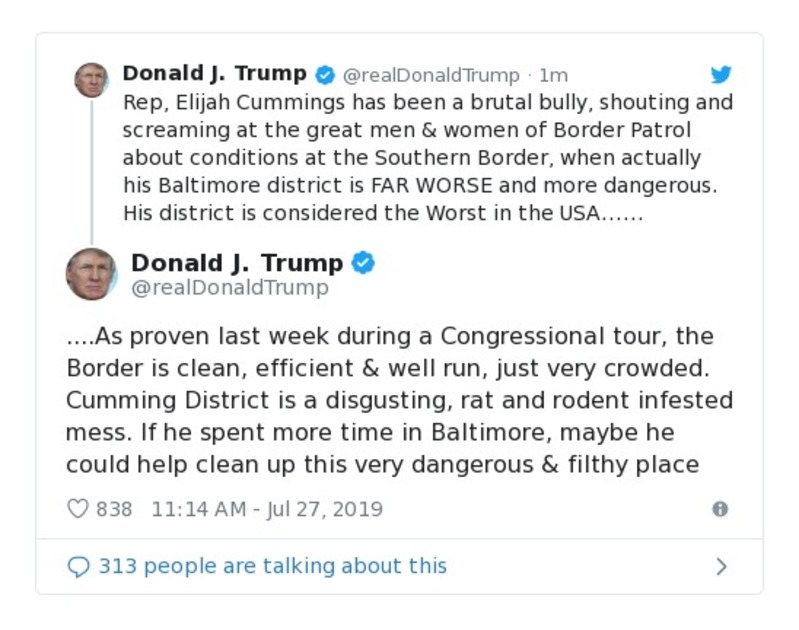 Donald J. Trump @realDonaldTrump · 1m
Rep, Elijah Cummings has been a brutal bully, shouting and
screaming at the great men & women of Border Patrol
about conditions at the Southern Border, when actually
his Baltimore district is FAR WORSE and more dangerous.
His district is considered the Worst in the USA......
Donald J. Trump
@realDonaldTrump
....As proven last week during a Congressional tour, the
Border is clean, efficient & well run, just very crowded.
Cumming District is a disgusting, rat and rodent infested
mess. If he spent more time in Baltimore, maybe he
could help clean up this very dangerous & filthy place
838 11:14 AM - Jul 27, 2019
313 people are talking about this